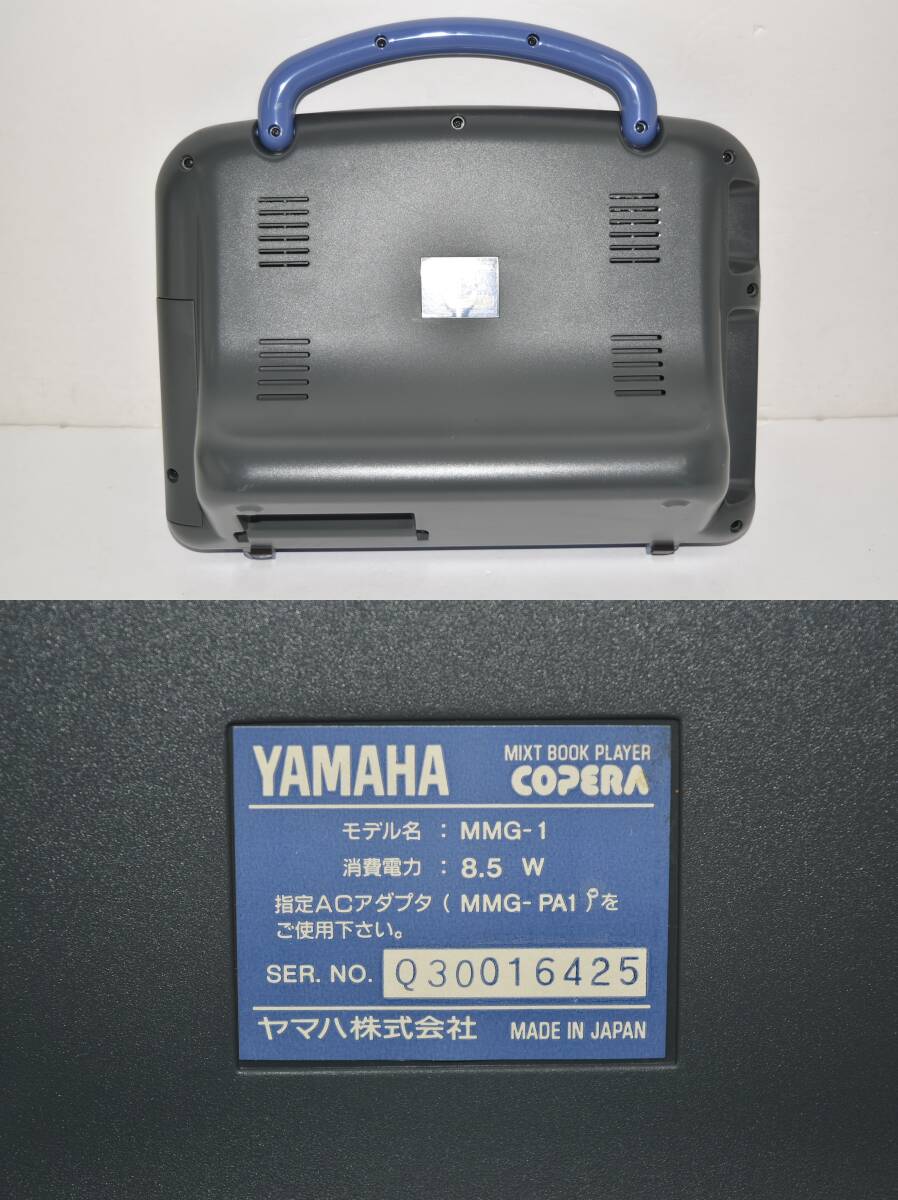 YAMAHA MIXT BOOK PLAYER
COPERA
モデル名 : MMG-1
消費電力 : 8.5 W
指定ACアダプタ ( MMG- PA1 ) を
ご使用下さい。
SER. NO. Q30016425
ヤマハ株式会社 MADE IN JAPAN